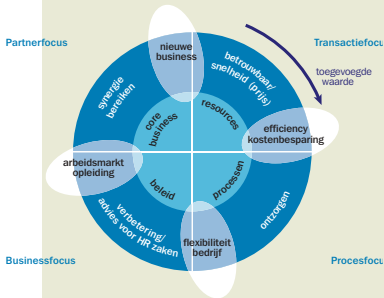 Partnerfocus
Transactiefocu
nieuwe
business
toegevoegde
waarde
synergie
bereiken
betrouwbaar/
snelheid (prijs)
core
business
resources
efficiency
kostenbesparing
arbeidsmarkt
opleiding
beleid
processen
verbetering/
advies voor HR zaken
ontzorgen
flexibiliteit
bedrijf
Businessfocus
Procesfocu